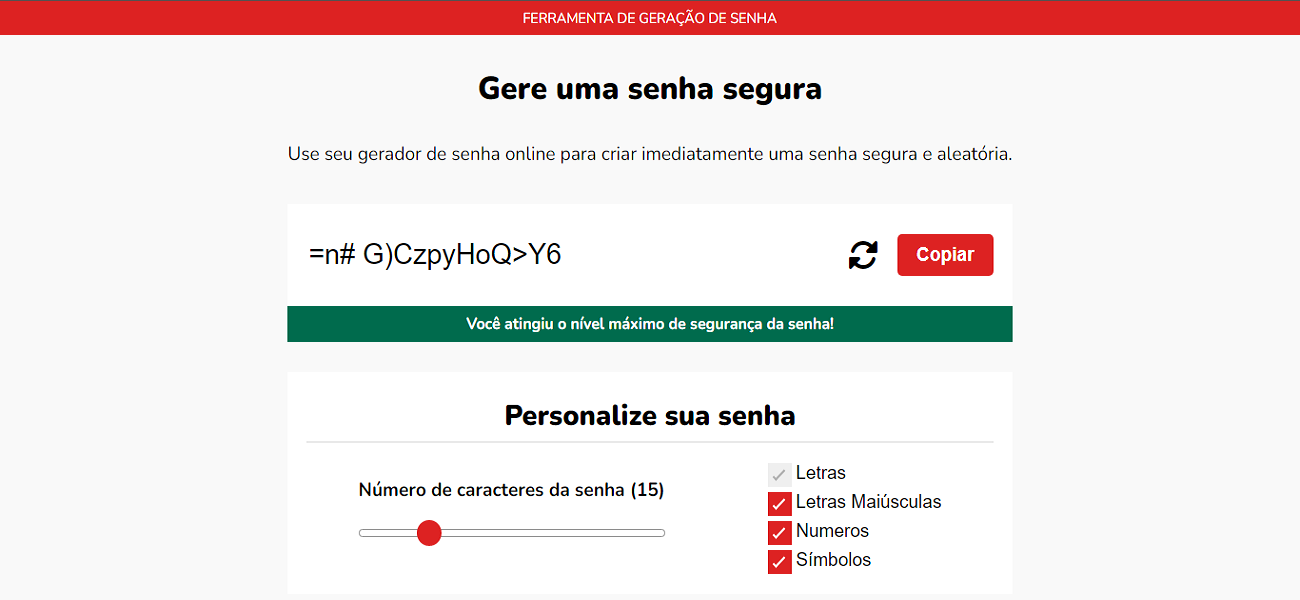 FERRAMENTA DE GERAÇÃO DE SENHA
Gere uma senha segura
Use seu gerador de senha online para criar imediatamente uma senha segura e aleatória.
=n# G)CzpyHoQ>Y6
Copiar
Você atingiu o nível máximo de segurança da senha!
Personalize sua senha
Número de caracteres da senha (15)
Letras
Letras Maiúsculas
Numeros
Símbolos